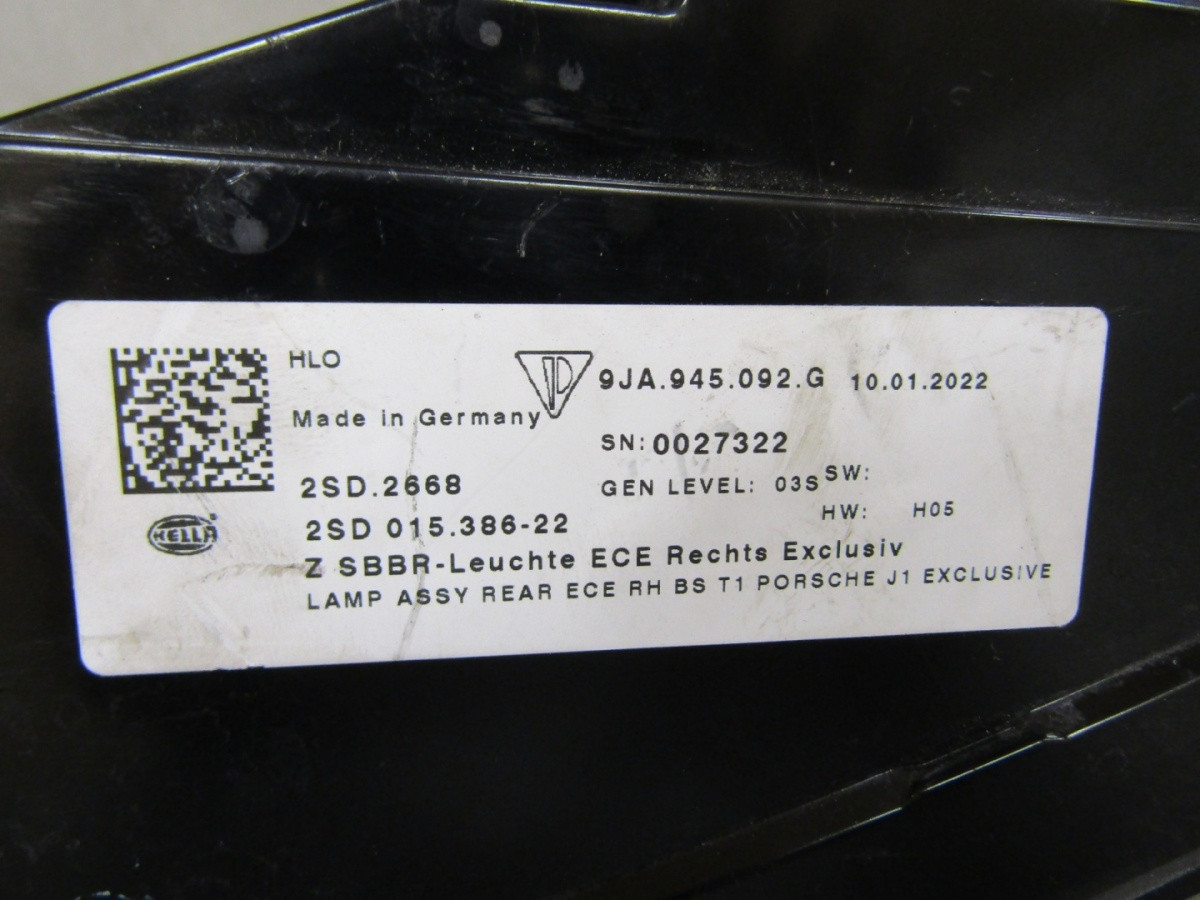 HLO
Made in Germany
9JA.945.092.G 10.01.2022
SN: 0027322
2SD.2668
GEN LEVEL: 03S SW:
HELLA
2SD 015.386-22
HW: H05
Z SBBR-Leuchte ECE Rechts Exclusiv
LAMP ASSY REAR ECE RH BS T1 PORSCHE J1 EXCLUSIVE